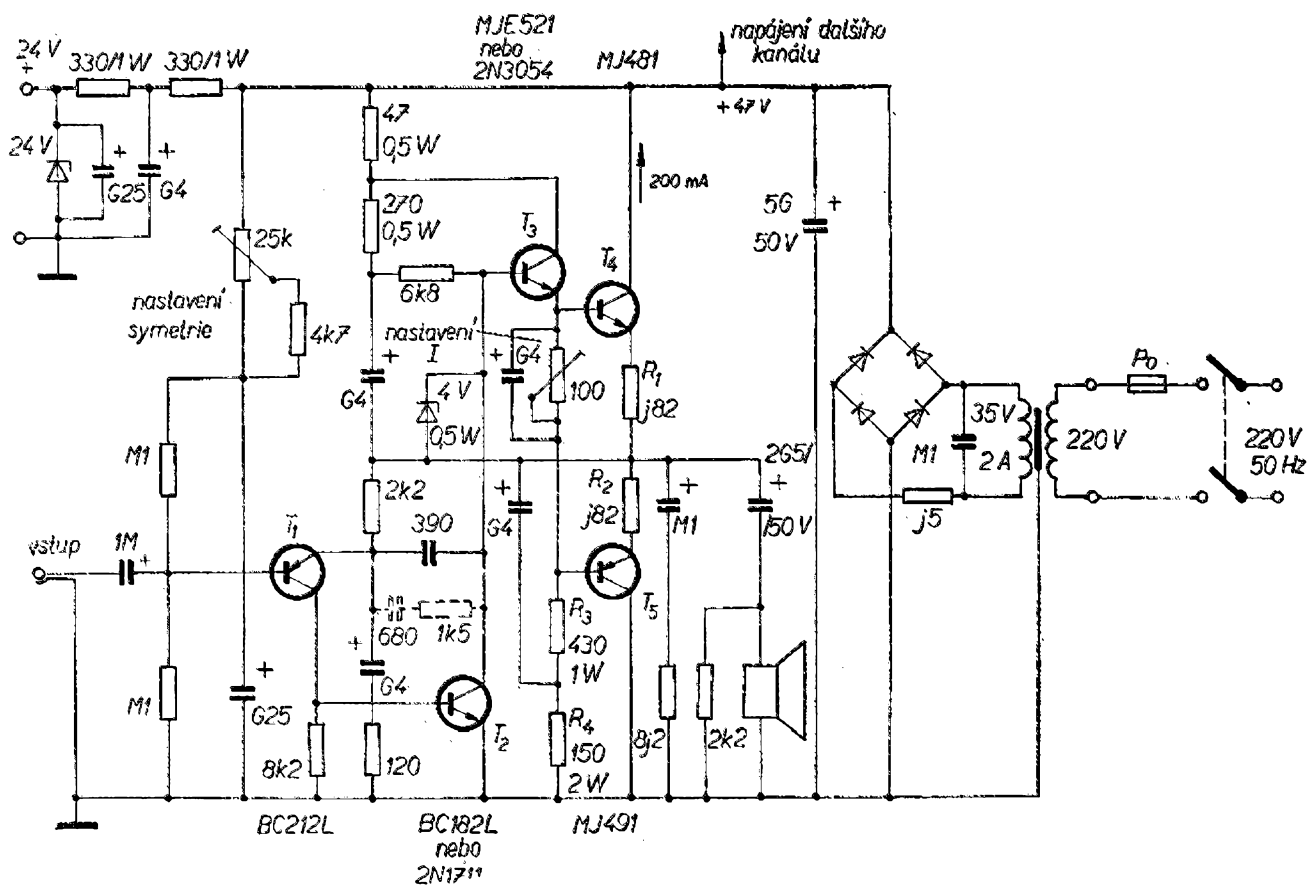 MJE521
nebo
2N3054
MJ481
napájení dalšího
kanálu
24 V
+
330/1W
330/1W
+47 V
47
0,5 W
200 mA
24 V
+
G25
+
G4
270
0,5 W
T3
T4
5G
50 V
+
25k
6k8
nastavení
symetrie
4k7
nastavení
I
+
G4
100
R1
j82
+
G4
4 V
0,5 W
P0
35 V
2 A
M1
220 V
220 V
50 Hz
j5
M1
2k2
390
+
G4
R2
j82
+
M1
2G5/
/50 V
+
T1
vstup
1M
+
T5
680
1k5
R3
430
1 W
M1
+
G25
+
G4
T2
8k2
120
R4
150
2 W
8j2
2k2
BC212L
BC182L
nebo
2N1711
MJ491